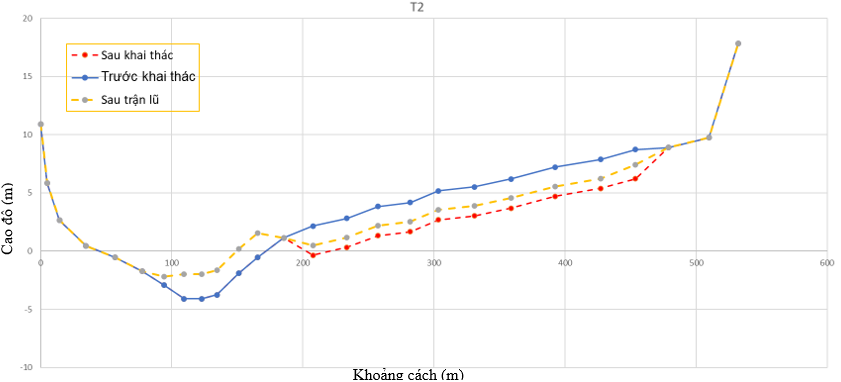 T2
20
15
10
5
0
-5
-10
0
100
200
300
400
500
600
Sau khai thác
Trước khai thác
Sau trận lũ
Cao độ (m)
Khoảng cách (m)